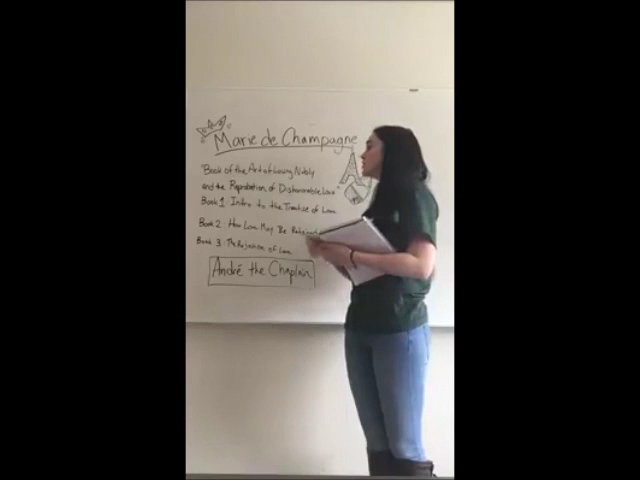 Marie de Champagne
"Book of the Art of Loving Nobly
and the Reprobation of Dishonorable Love"
Book 1: Intro to the Treatise of Love
Book 2: How Love May Be Retained
Book 3: The Rejection of Love
André the Chaplain